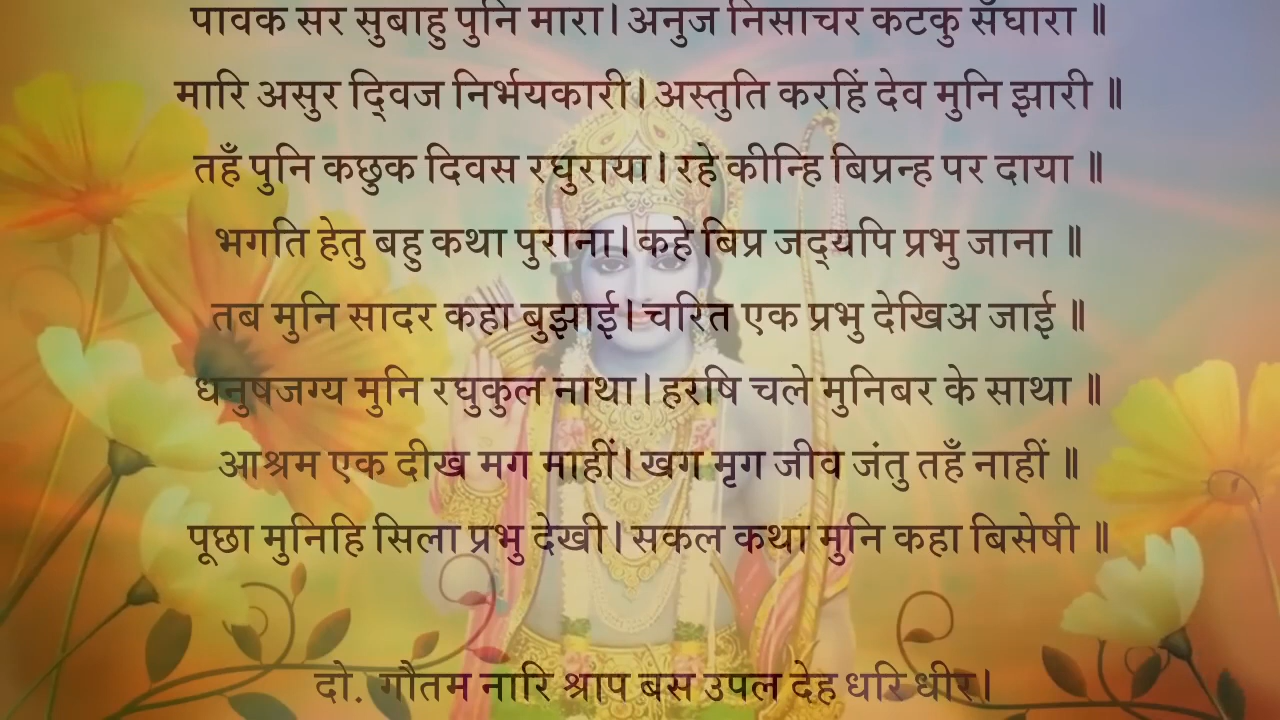 पावक सर सुबाहु पुनि मारा। अनुज निसाचर कटकु सँघारा ॥
मारि असुर द्विज निर्भयकारी। अस्तुति करहिं देव मुनि झारी ॥
तहँ पुनि कछुक दिवस रघुराया। रहे कीन्हि बिप्रन्ह पर दाया ॥
भगति हेतु बहु कथा पुराना। कहे बिप्र जद्यपि प्रभु जाना ॥
तब मुनि सादर कहा बुझाई। चरित एक प्रभु देखिअ जाई ॥
धनुषजग्य मुनि रघुकुल नाथा। हरषि चले मुनिबर के साथा ॥
आश्रम एक दीख मग माहीं। खग मृग जीव जंतु तहँ नाहीं ॥
पूछा मुनिहि सिला प्रभु देखी। सकल कथा मुनि कहा बिसेषी ॥
दो. गौतम नारि श्राप बस उपल देह धरि धीर।